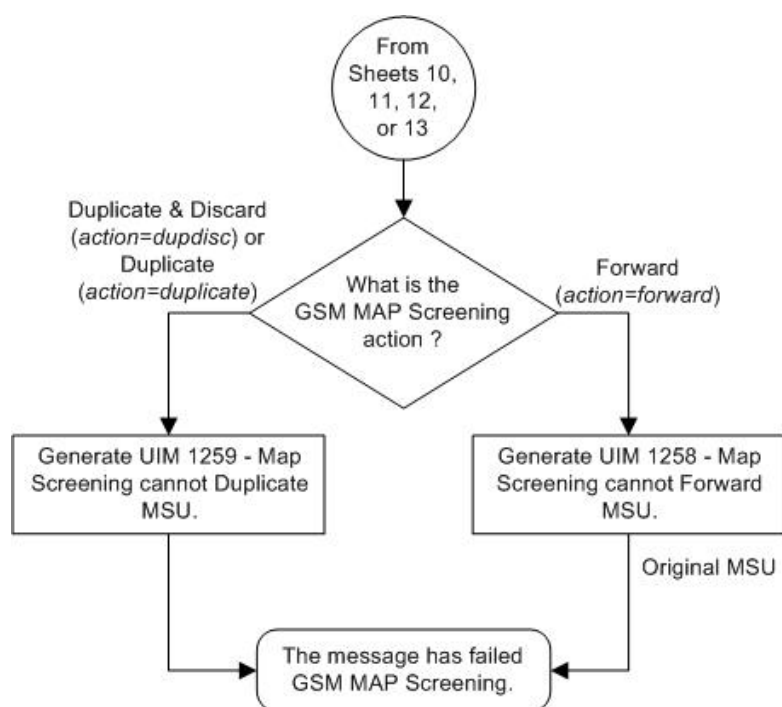 From
Sheets 10,
11, 12,
or 13
Duplicate & Discard
(action=dupdisc) or
Duplicate
(action=duplicate)
What is the
GSM MAP Screening
action ?
Forward
(action=forward)
Generate UIM 1259 - Map
Screening cannot Duplicate
MSU.
Generate UIM 1258 - Map
Screening cannot Forward
MSU.
Original MSU
The message has failed
GSM MAP Screening.